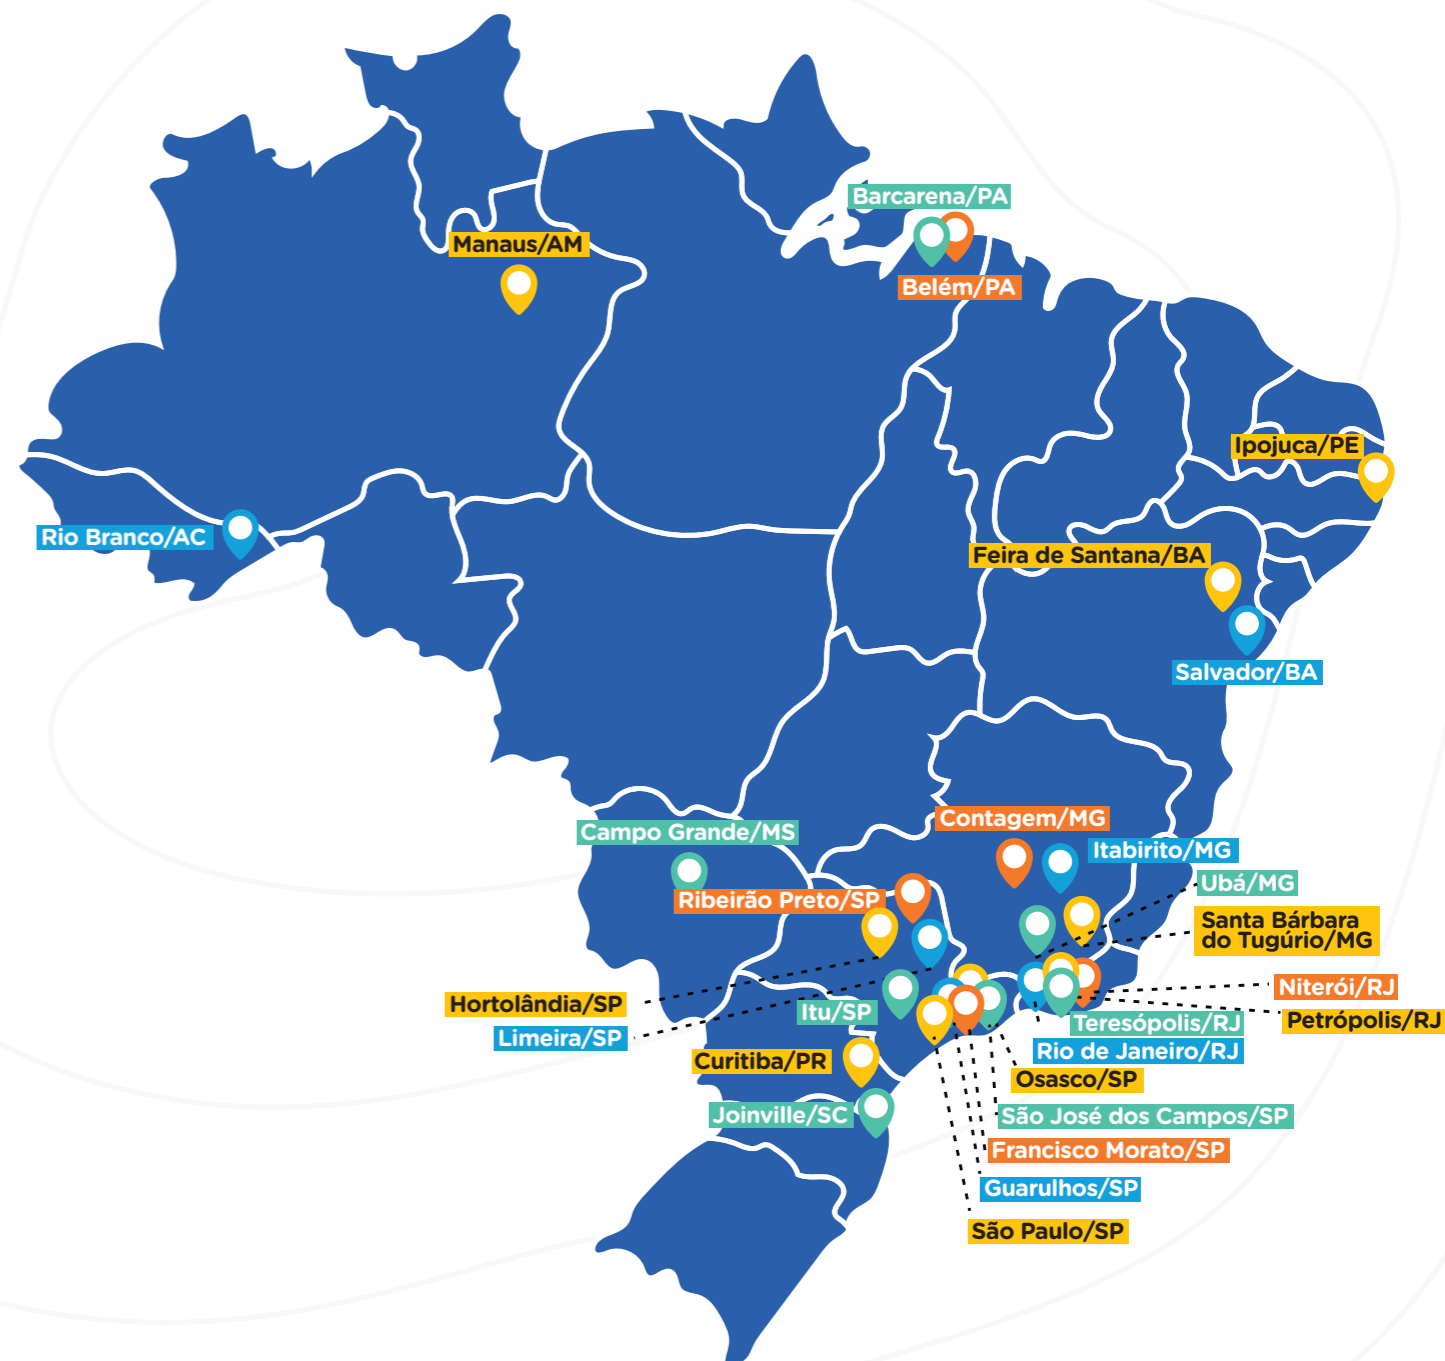 Barcarena/PA
Manaus/AM
Belém/PA
Ipojuca/PE
Rio Branco/AC
Feira de Santana/BA
Salvador/BA
Contagem/MG
Campo Grande/MS
Itabirito/MG
Ubá/MG
Ribeirão Preto/SP
Santa Bárbara
do Tugúrio/MG
Niterói/RJ
Hortolândia/SP
Itu/SP
Petrópolis/RJ
Teresópolis/RJ
Limeira/SP
Rio de Janeiro/RJ
Curitiba/PR
Osasco/SP
Joinville/SC
São José dos Campos/SP
Francisco Morato/SP
Guarulhos/SP
São Paulo/SP